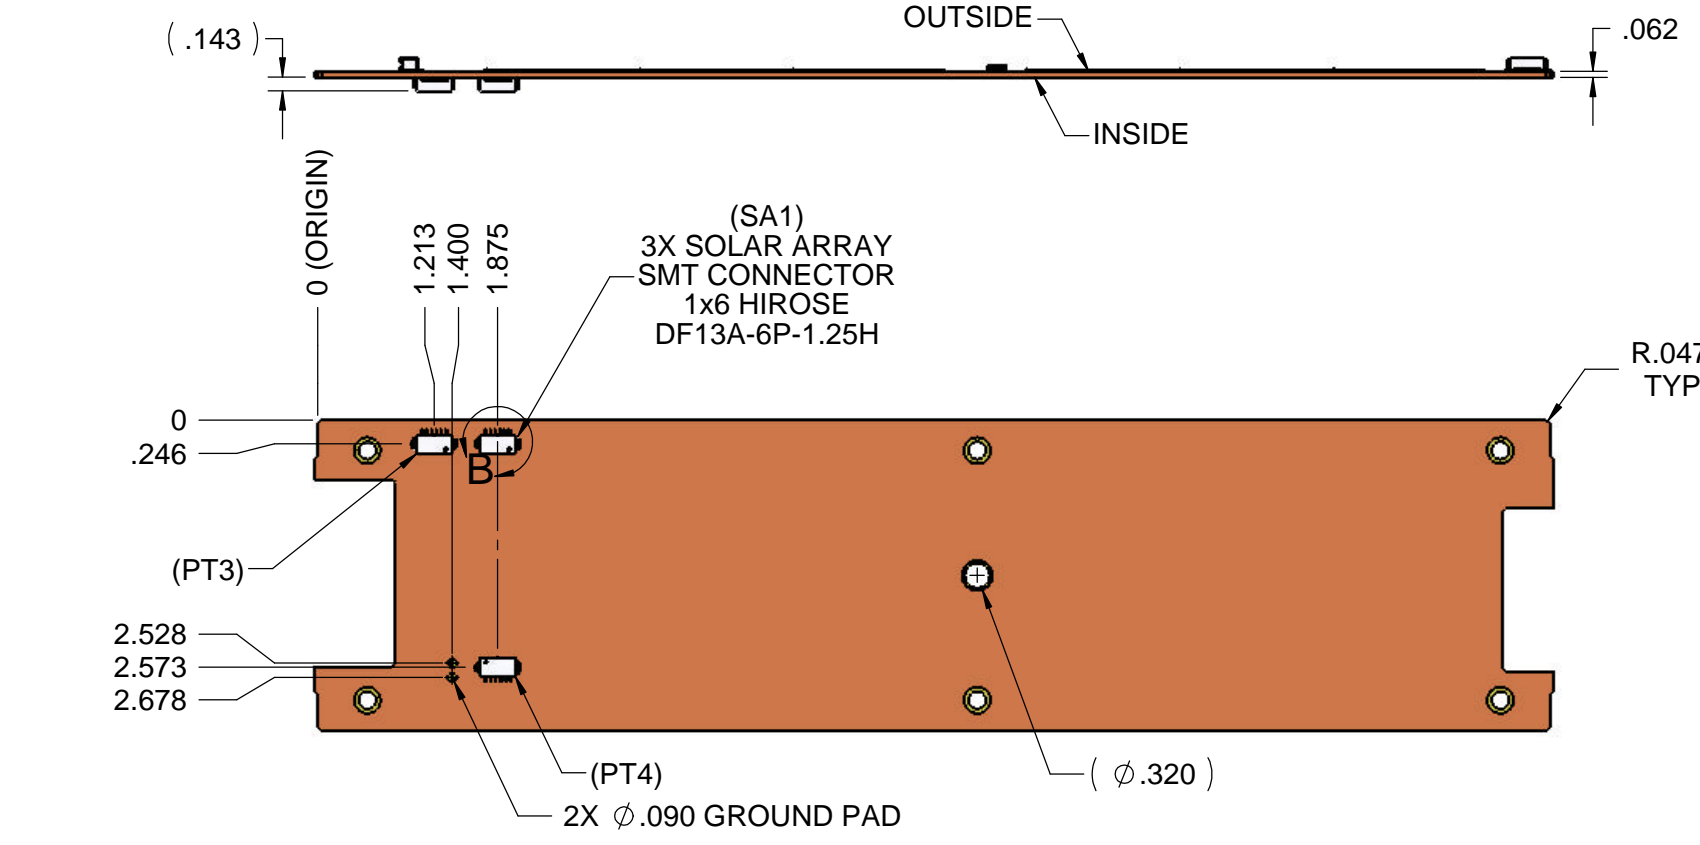 OUTSIDE
( .143 )
.062
INSIDE
0 (ORIGIN)
1.213
1.400
1.875
(SA1)
3X SOLAR ARRAY
SMT CONNECTOR
1x6 HIROSE
DF13A-6P-1.25H
R.047
TYP
0
.246
B
(PT3)
2.528
2.573
2.678
(PT4)
( ∅.320 )
2X ∅.090 GROUND PAD